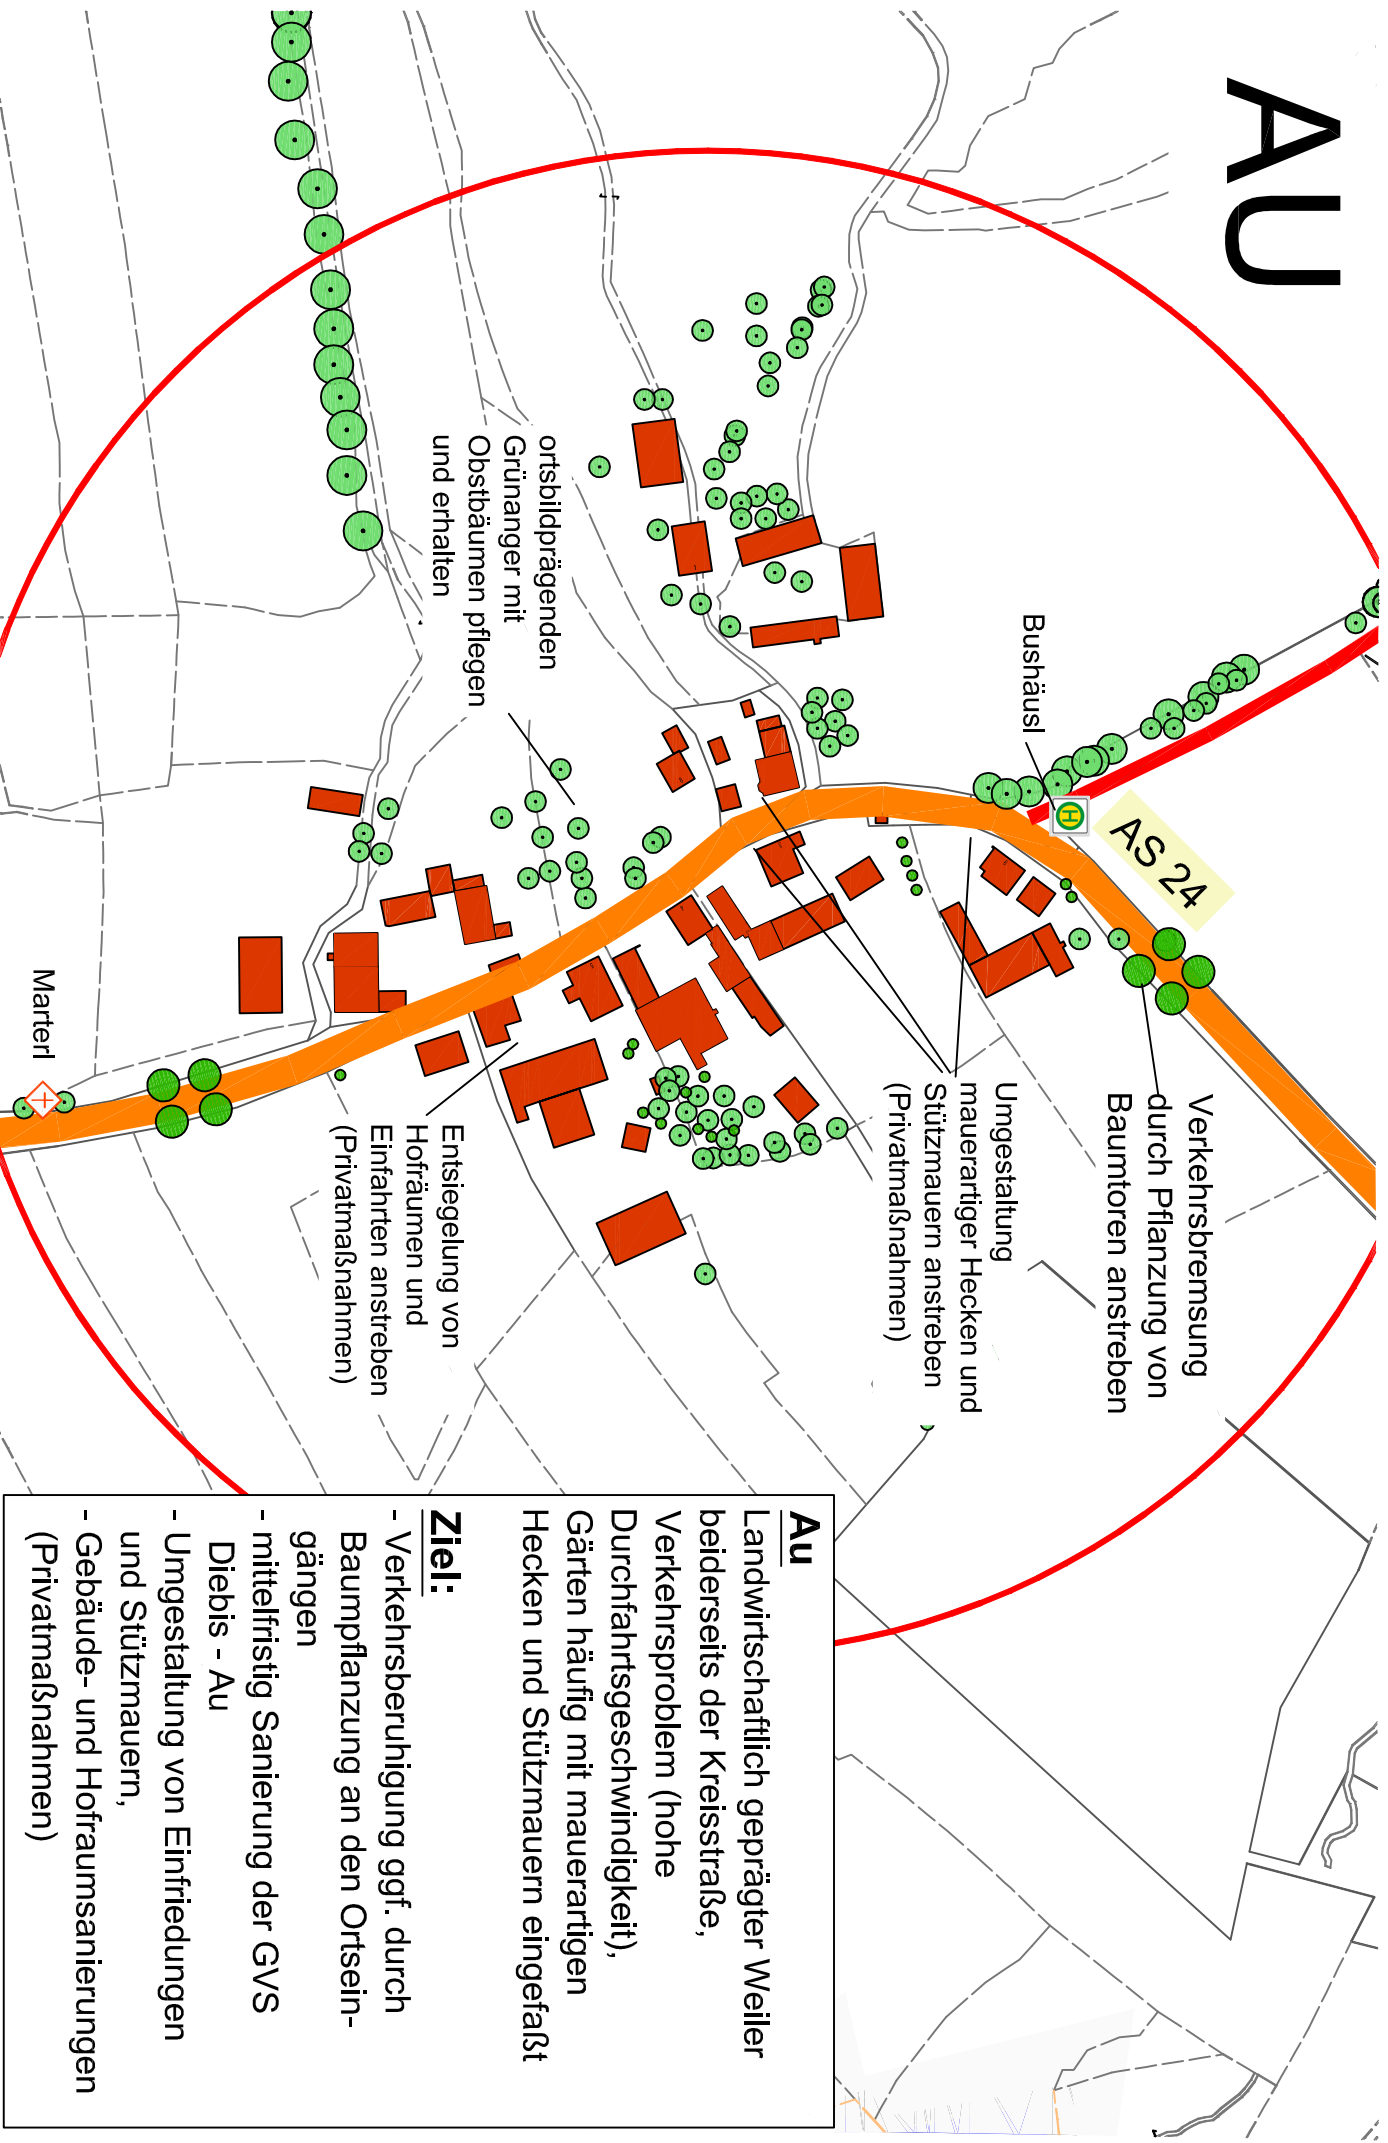 AU
Bushäusl
H
AS 24
Verkehrsbremsung
durch Pflanzung von
Baumtoren anstreben
Umgestaltung
mauerartiger Hecken und
Stützmauern anstreben
(Privatmaßnahmen)
ortsbildprägenden
Grünanger mit
Obstbäumen pflegen
und erhalten
Entsiegelung von
Hofräumen und
Einfahrten anstreben
(Privatmaßnahmen)
Marterl
Au
Landwirtschaftlich geprägter Weiler
beiderseits der Kreisstraße,
Verkehrsproblem (hohe
Durchfahrtsgeschwindigkeit),
Gärten häufig mit mauerartigen
Hecken und Stützmauern eingefaßt
Ziel:
- Verkehrsberuhigung ggf. durch
Baumpflanzung an den Ortsein-
gängen
- mittelfristig Sanierung der GVS
Diebis - Au
- Umgestaltung von Einfriedungen
und Stützmauern,
- Gebäude- und Hofraumsanierungen
(Privatmaßnahmen)